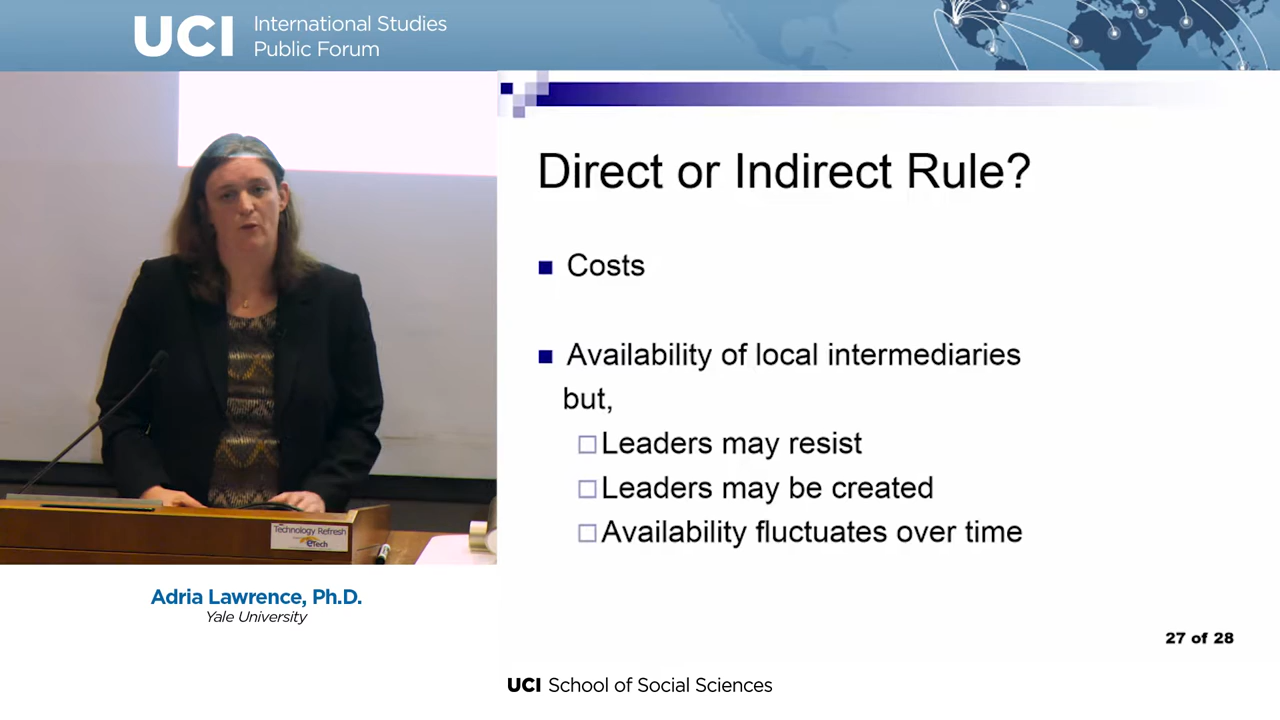 UCI
International Studies
Public Forum
Direct or Indirect Rule?
Costs
Availability of local intermediaries
but,
Leaders may resist
Leaders may be created
Availability fluctuates over time
Technology Refresh
eTech
Adria Lawrence, Ph.D.
Yale University
27 of 28
UCI School of Social Sciences